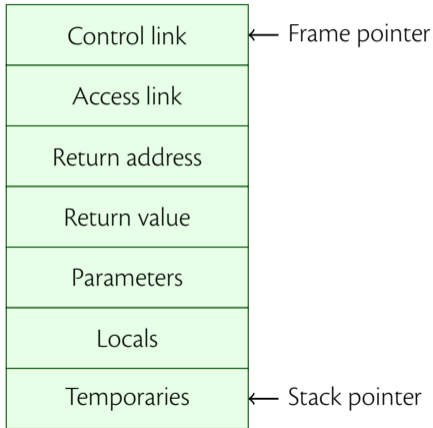 Control link
Frame pointer
Access link
Return address
Return value
Parameters
Locals
Temporaries
Stack pointer